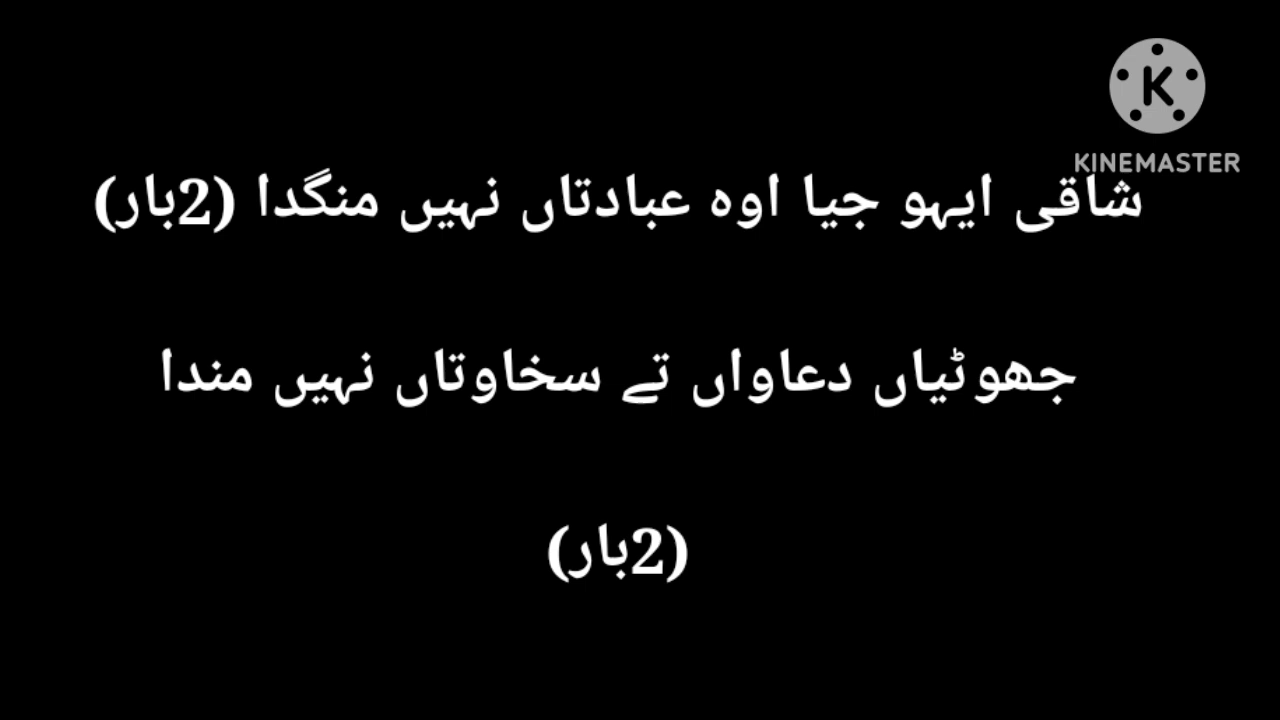 K
KINEMASTER
شاقی ایہو جیا اوہ عبادتاں نہیں منگدا (2بار)
جھوٹیاں دعاواں تے سخاوتاں نہیں مندا
(2بار)